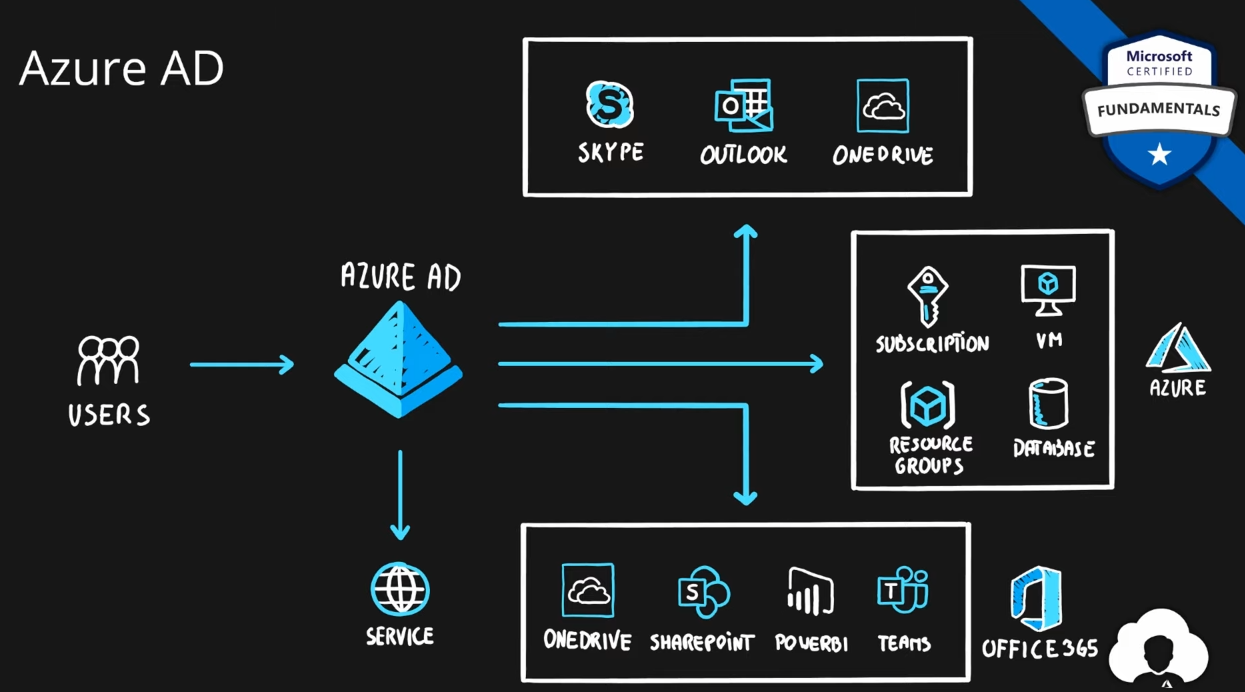 Azure AD
Microsoft
CERTIFIED
FUNDAMENTALS
SKYPE
OUTLOOK
ONEDRIVE
AZURE AD
USERS
SUBSCRIPTION
VM
RESOURCE
GROUPS
DATABASE
AZURE
SERVICE
ONEDRIVE
SHAREPOINT
POWERBI
TEAMS
OFFICE365